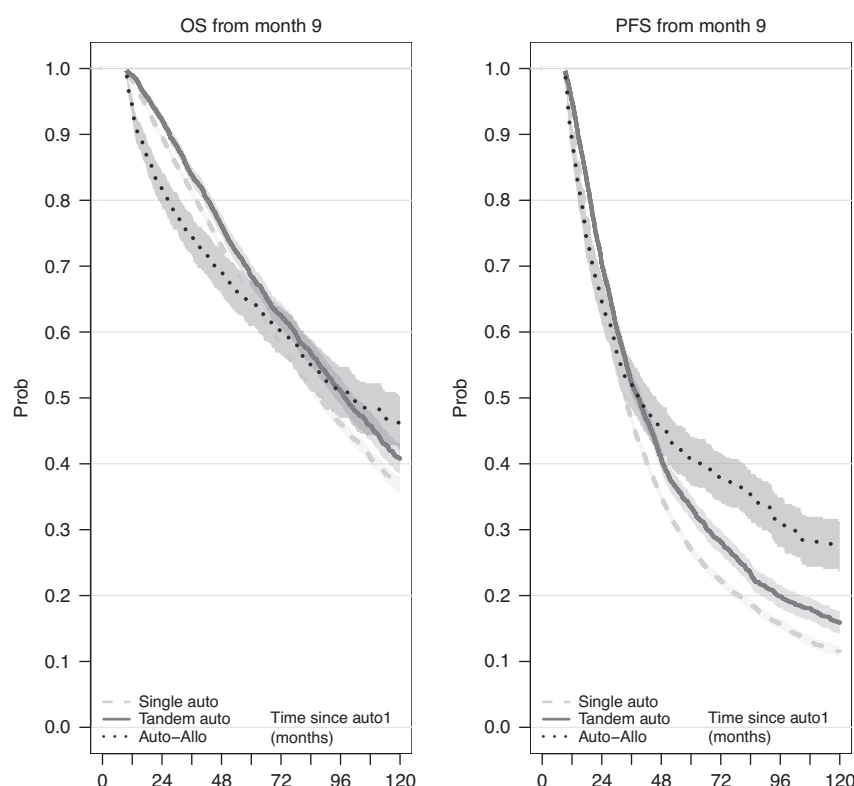 OS from month 9
1.0
0.9
0.8
0.7
0.6
0.5
0.4
0.3
0.2
0.1
0.0
Prob
Single auto
Tandem auto
Auto–Allo
Time since auto1
(months)
0 24 48 72 96 120
PFS from month 9
1.0
0.9
0.8
0.7
0.6
0.5
0.4
0.3
0.2
0.1
0.0
Prob
Single auto
Tandem auto
Auto–Allo
Time since auto1
(months)
0 24 48 72 96 120